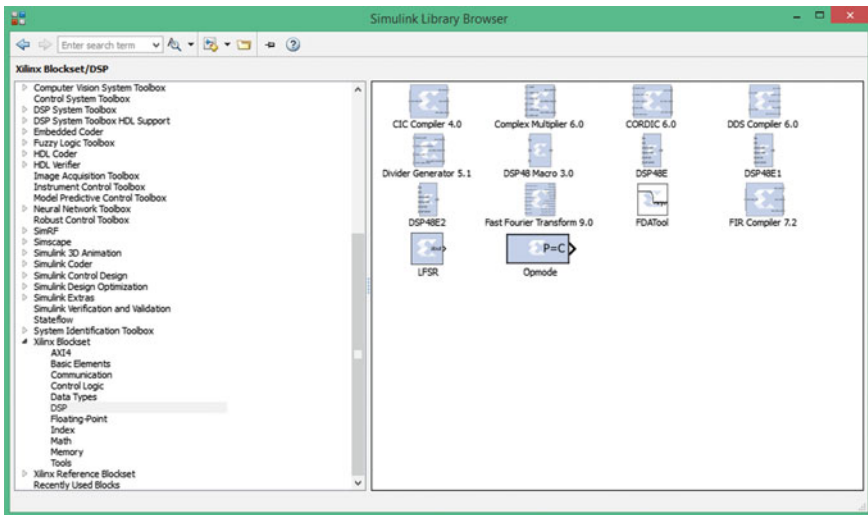 Simulink Library Browser
Enter search term
Xilinx Blockset/DSP
Computer Vision System Toolbox
Control System Toolbox
DSP System Toolbox
DSP System Toolbox HDL Support
Embedded Coder
Fuzzy Logic Toolbox
HDL Coder
HDL Verifier
Image Acquisition Toolbox
Instrument Control Toolbox
Model Predictive Control Toolbox
Neural Network Toolbox
Robust Control Toolbox
SimRF
Simscape
Simulink 3D Animation
Simulink Coder
Simulink Control Design
Simulink Design Optimization
Simulink Extras
Simulink Verification and Validation
Stateflow
System Identification Toolbox
Xilinx Blockset
AXI4
Basic Elements
Communication
Control Logic
Data Types
DSP
Floating-Point
Index
Math
Memory
Tools
Xilinx Reference Blockset
Recently Used Blocks
CIC Compiler 4.0 Complex Multiplier 6.0 CORDIC 6.0 DDS Compiler 6.0
Divider Generator 5.1 DSP48 Macro 3.0 DSP48E DSP48E1
DSP48E2 Fast Fourier Transform 9.0 FDATool FIR Compiler 7.2
P=C
LFSR Opmode